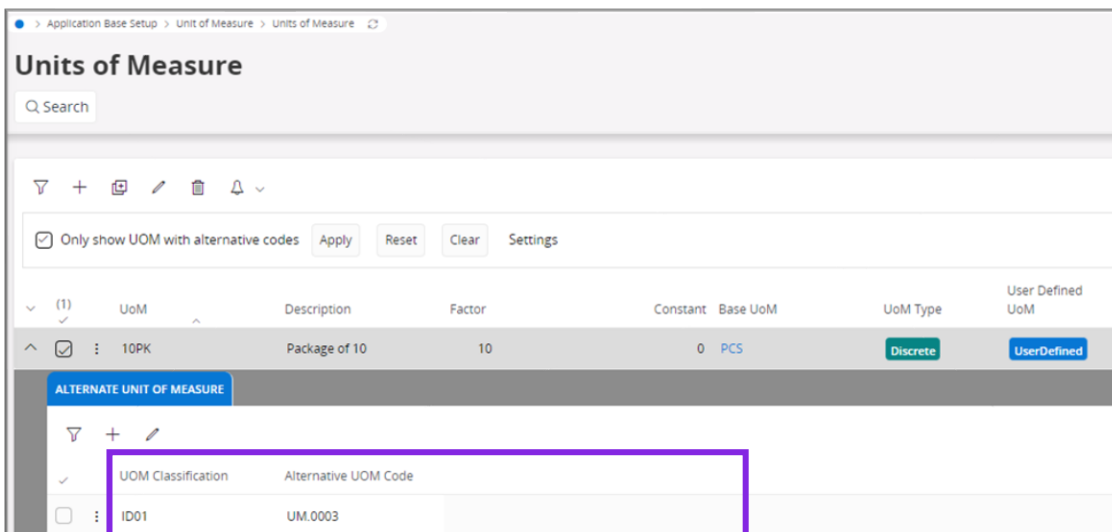 > Application Base Setup > Unit of Measure > Units of Measure
Units of Measure
Search
Only show UOM with alternative codes Apply Reset Clear Settings
(1) UoM Description Factor Constant Base UoM UoM Type User Defined UoM
10PK Package of 10 10 0 PCS Discrete UserDefined
ALTERNATE UNIT OF MEASURE
UOM Classification Alternative UOM Code
ID01 UM.0003